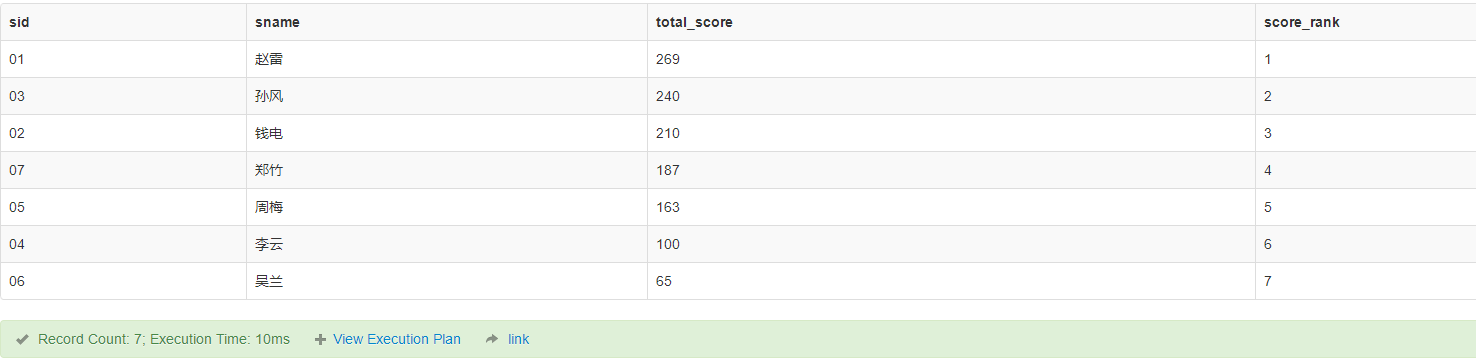 sid sname total_score score_rank
01 赵雷 269 1
03 孙风 240 2
02 钱电 210 3
07 郑竹 187 4
05 周梅 163 5
04 李云 100 6
06 吴兰 65 7
Record Count: 7; Execution Time: 10ms View Execution Plan link